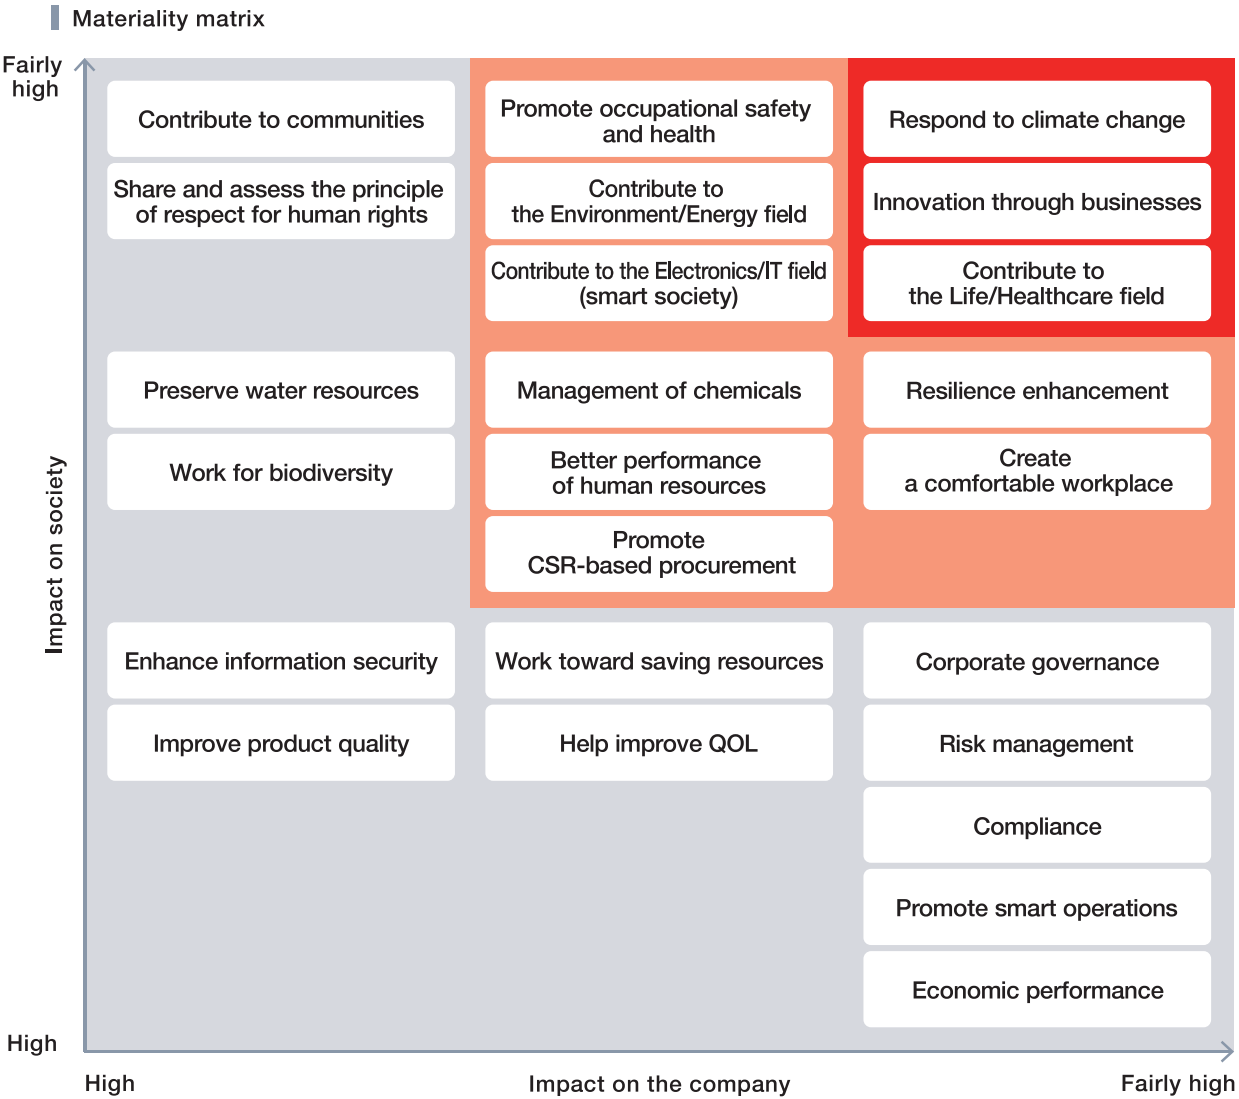 Materiality matrix
Fairly
high
Contribute to communities
Share and assess the principle
of respect for human rights
Promote occupational safety
and health
Contribute to
the Environment/Energy field
Contribute to the Electronics/IT field
(smart society)
Respond to climate change
Innovation through businesses
Contribute to
the Life/Healthcare field
Preserve water resources
Work for biodiversity
Management of chemicals
Better performance
of human resources
Promote
CSR-based procurement
Resilience enhancement
Create
a comfortable workplace
Impact on society
Enhance information security
Improve product quality
Work toward saving resources
Help improve QOL
Corporate governance
Risk management
Compliance
Promote smart operations
Economic performance
High
High
Impact on the company
Fairly high